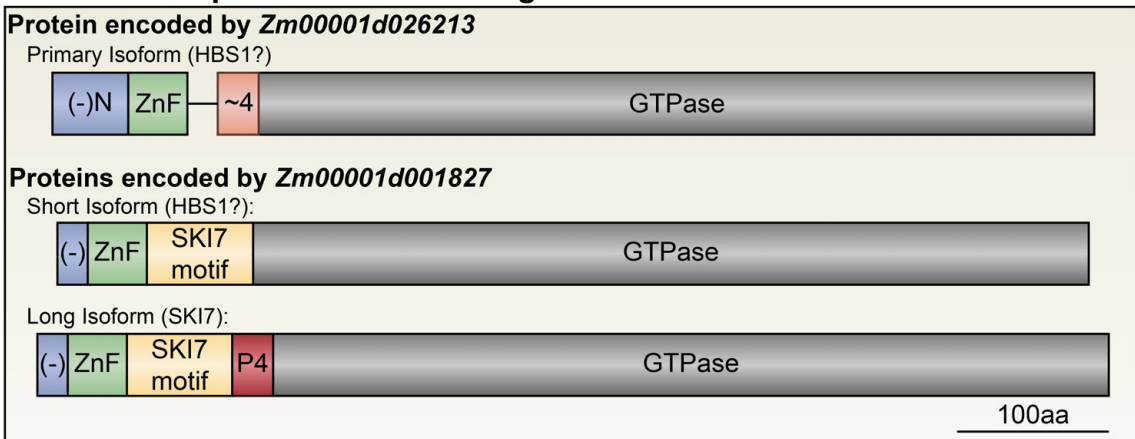 Protein encoded by Zm00001d026213
Primary Isoform (HBS1?)
(-)N ZnF ~4 GTPase
Proteins encoded by Zm00001d001827
Short Isoform (HBS1?):
(-) ZnF SKI7 motif GTPase
Long Isoform (SKI7):
(-) ZnF SKI7 motif P4 GTPase
100aa